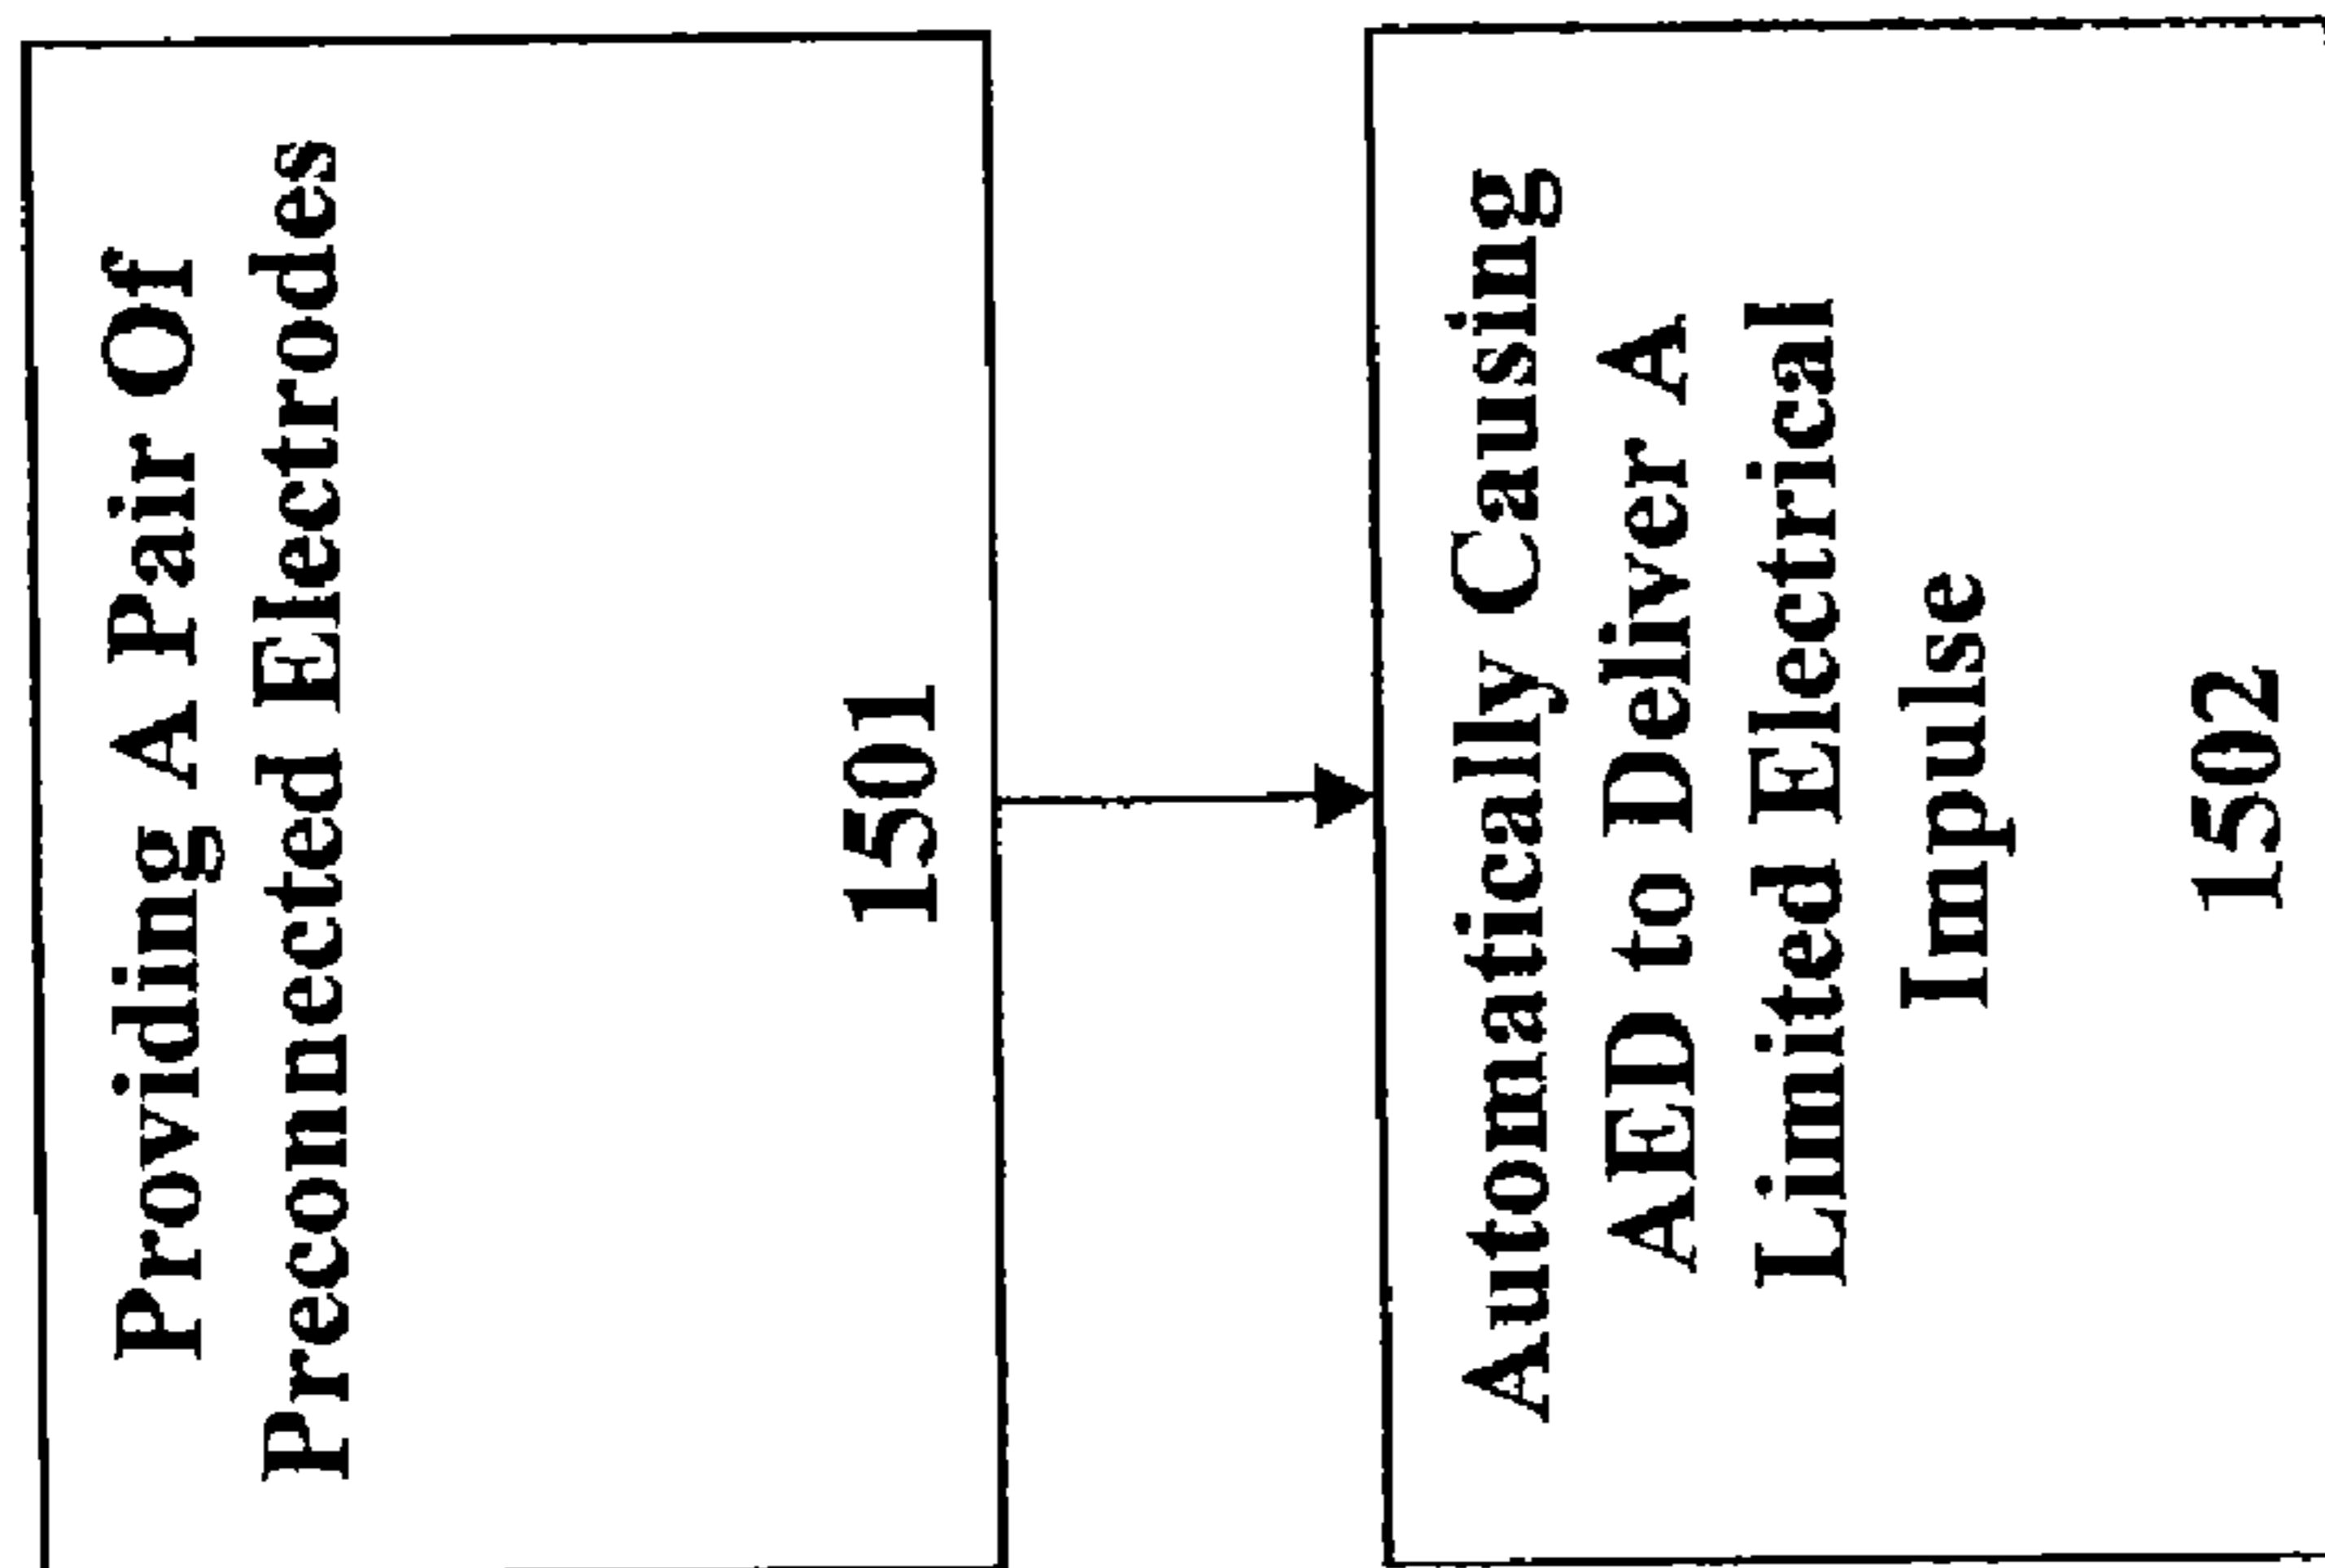 Providing A Pair Of
Preconnected Electrodes
1501
Automatically Causing
AED to Deliver A
Limited Electrical
Impulse
1502